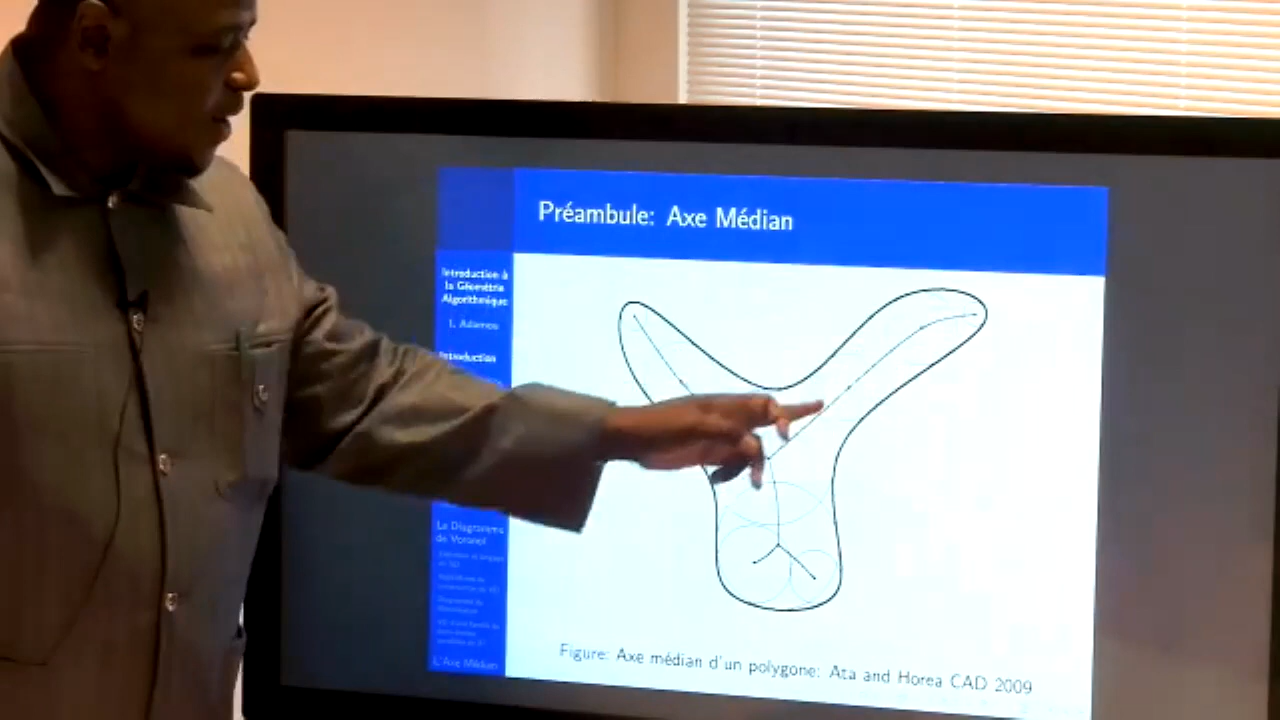 Préambule: Axe Médian
Introduction à
la Géométrie
Algorithmique
I. Adamou
Introduction
Le Diagramme
de Voronoï
L'Axe Médian
Figure: Axe médian d'un polygone: Ata and Horea CAD 2009